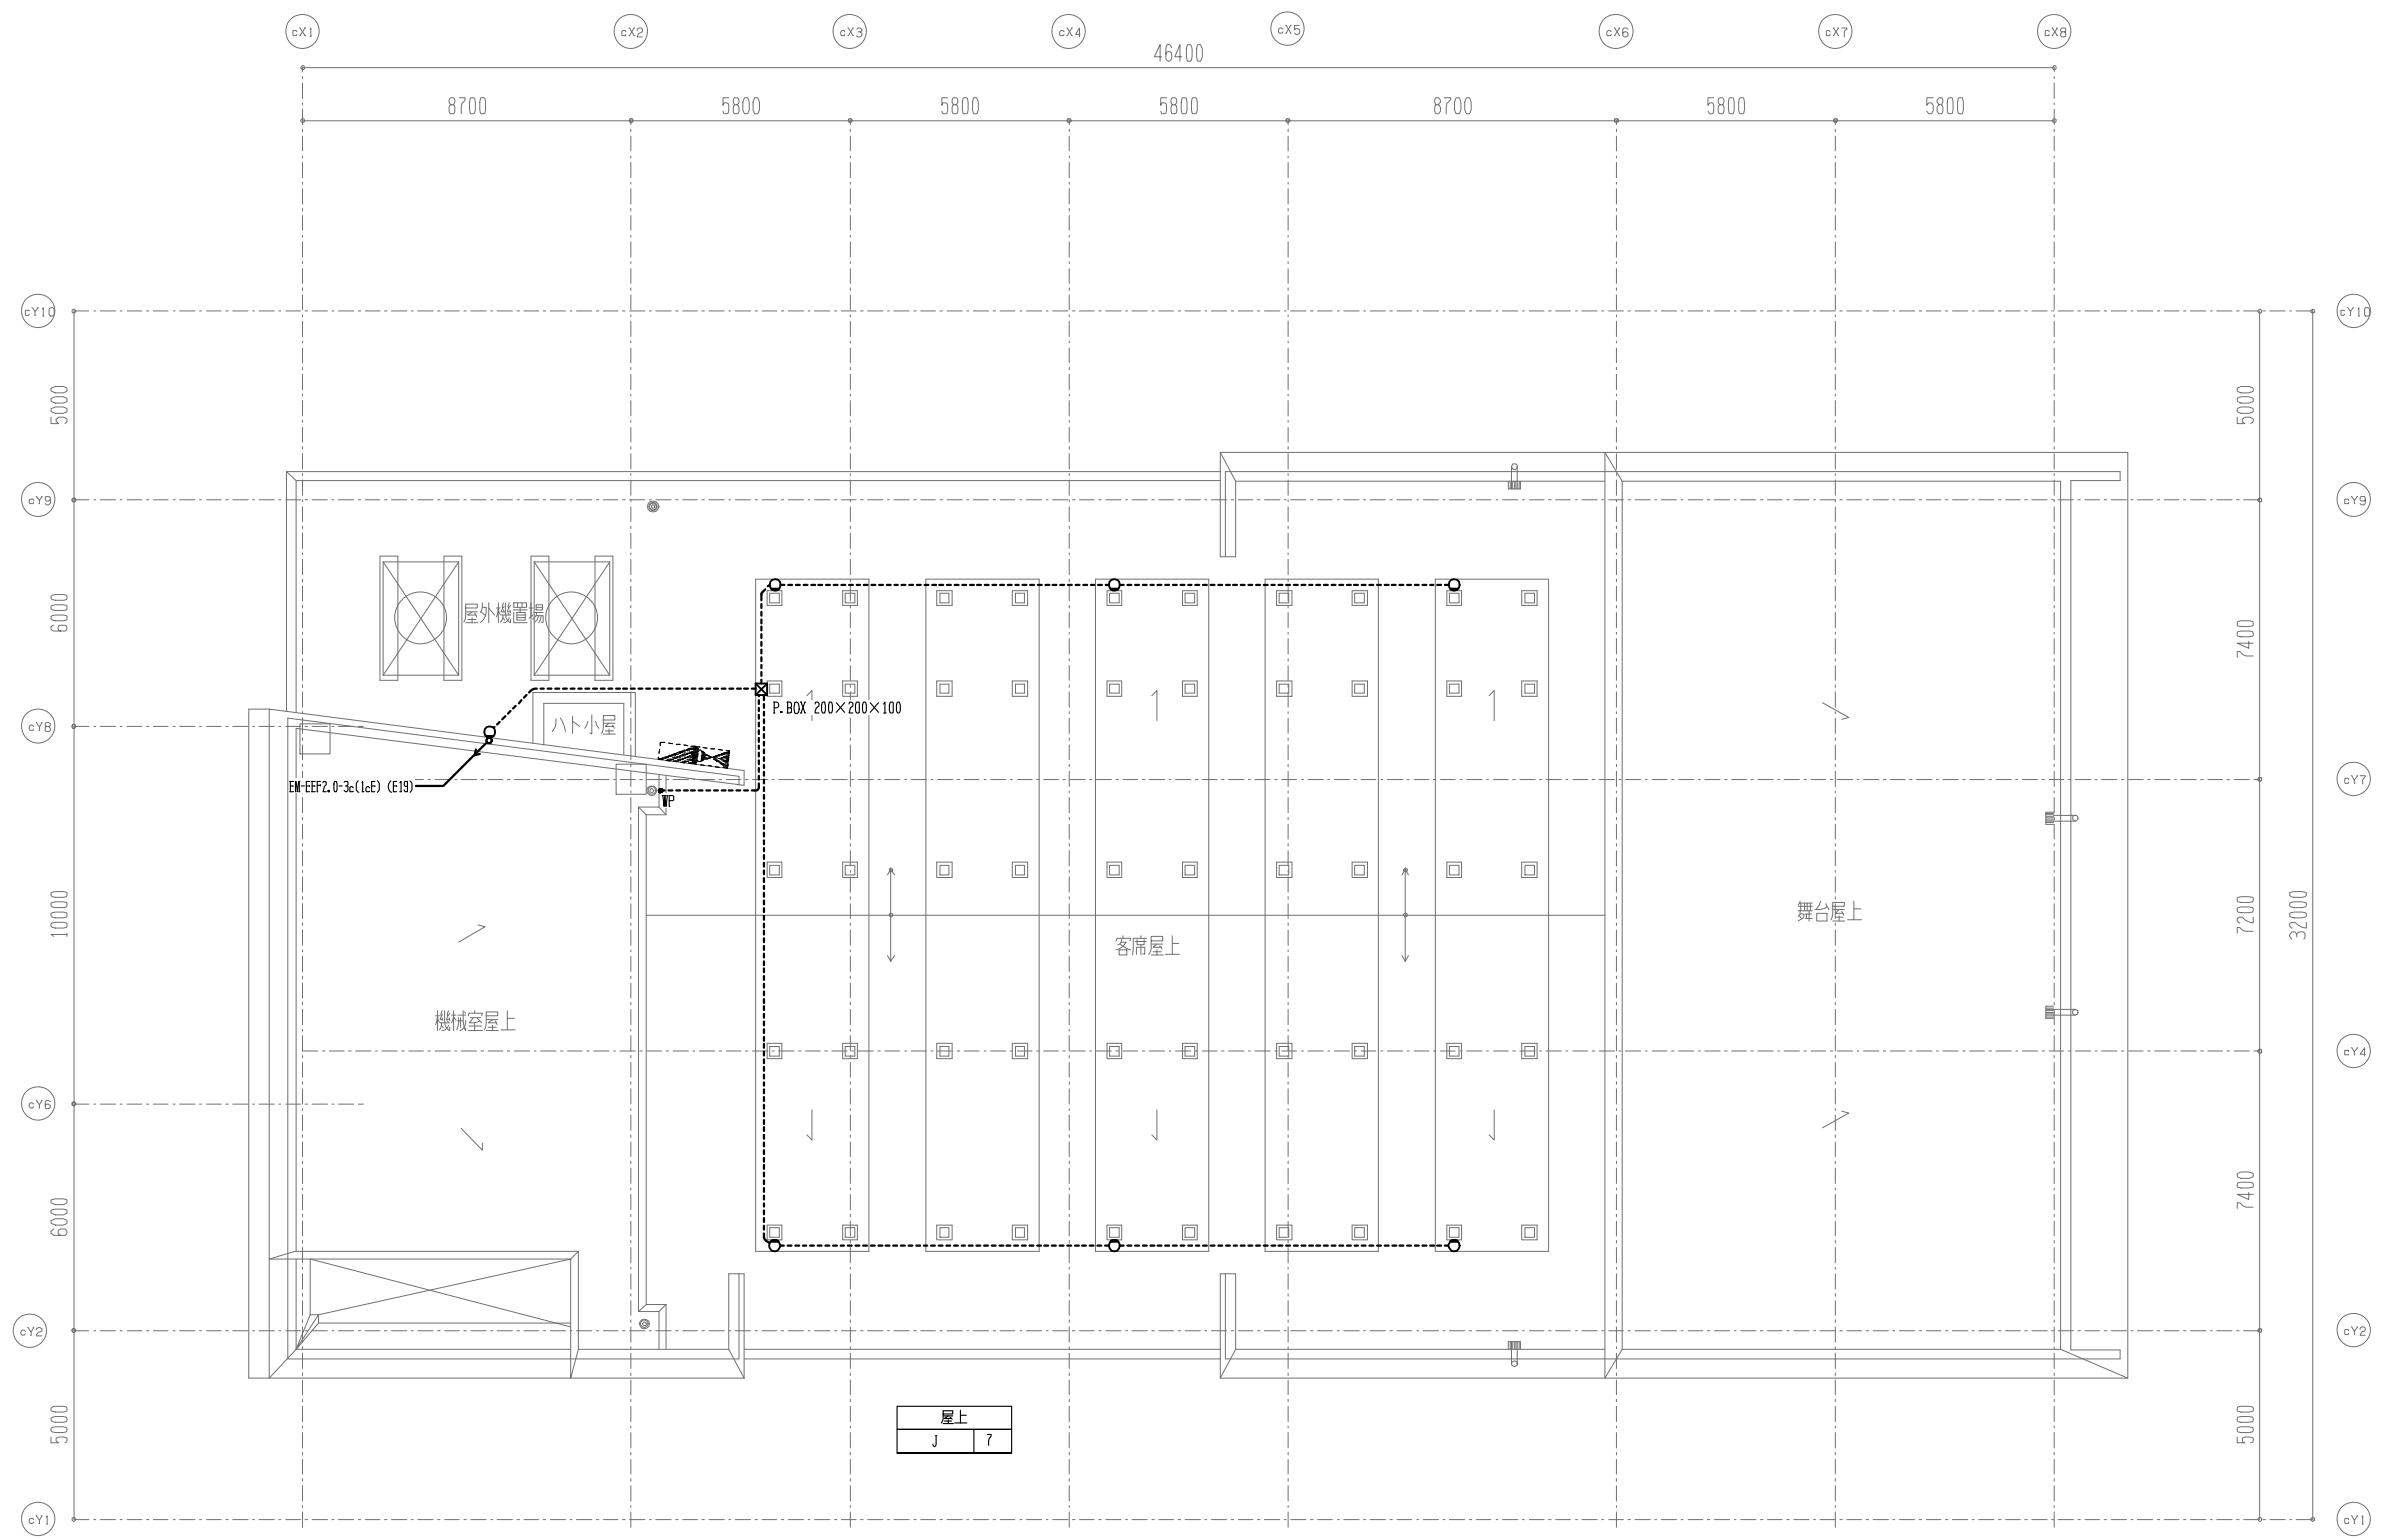 cX1 cX2 cX3 cX4 cX5 cX6 cX7 cX8
46400
8700 5800 5800 5800 8700 5800 5800
cY10 cY10
5000 5000
cY9 cY9
屋外機置場
6000 7400
P.BOX 200×200×100
ハト小屋
cY8
cY7
EM-EEF2.0-3c(1cE) (E19)
WP
10000 7200 32000
舞台屋上
客席屋上
機械室屋上
cY4
cY6
6000 7400
cY2 cY2
屋上
J 7
5000 5000
cY1 cY1